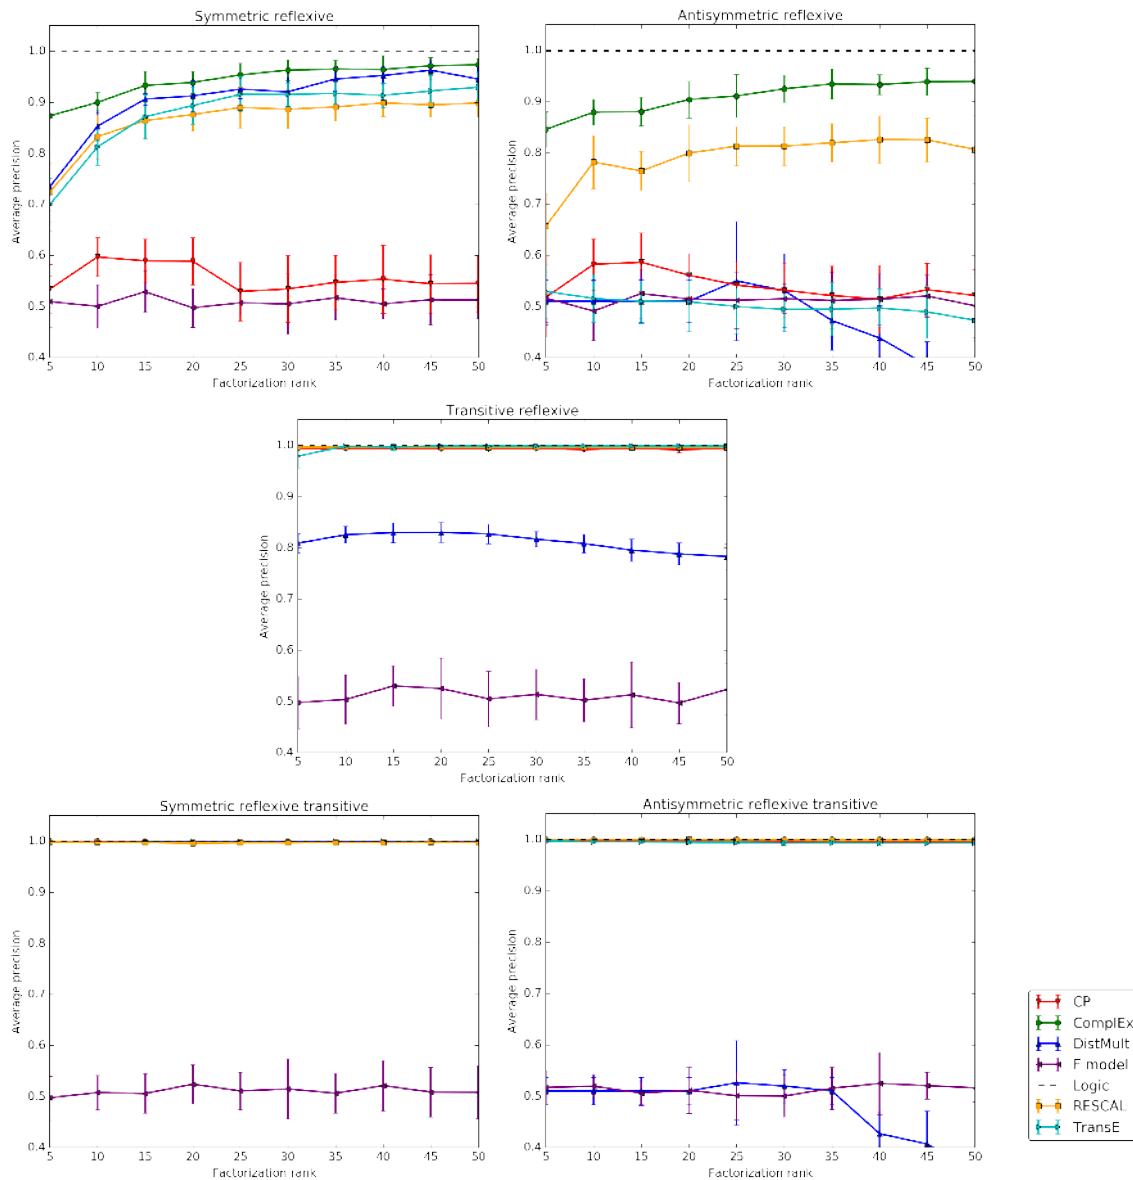 Symmetric reflexive
1.0
0.9
0.8
0.7
0.6
0.5
0.4
Average precision
5 10 15 20 25 30 35 40 45 50
Factorization rank
Antisymmetric reflexive
1.0
0.9
0.8
0.7
0.6
0.5
0.4
Average precision
5 10 15 20 25 30 35 40 45 50
Factorization rank
Transitive reflexive
1.0
0.9
0.8
0.7
0.6
0.5
0.4
Average precision
5 10 15 20 25 30 35 40 45 50
Factorization rank
Symmetric reflexive transitive
1.0
0.9
0.8
0.7
0.6
0.5
0.4
Average precision
5 10 15 20 25 30 35 40 45 50
Factorization rank
Antisymmetric reflexive transitive
1.0
0.9
0.8
0.7
0.6
0.5
0.4
Average precision
5 10 15 20 25 30 35 40 45 50
Factorization rank
CP
ComplEx
DistMult
F model
Logic
RESCAL
TransE